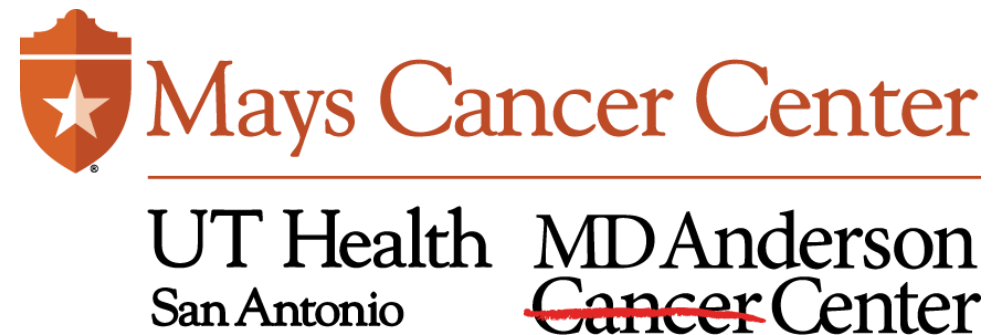 Mays Cancer Center
®
UT Health
San Antonio
MD Anderson
Cancer Center